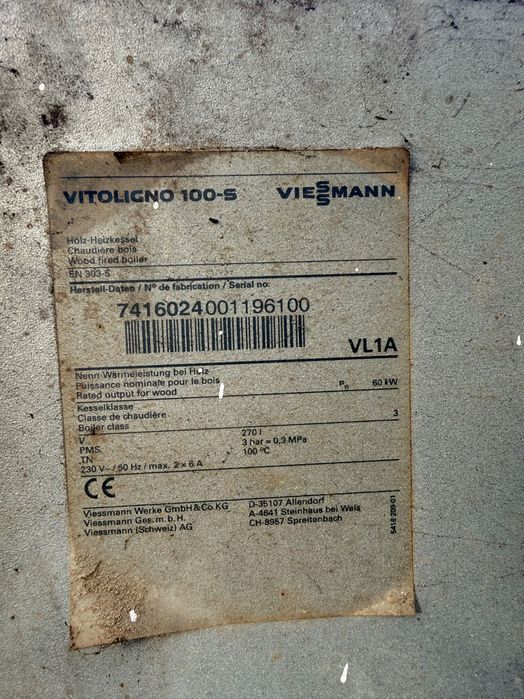 VITOLIGNO 100-S VIESSMANN
Holz-Heizkessel
Chaudière bois
Wood fired boiler
EN 303-5
Herstell-Daten / N° de fabrication / Serial no.
7416024001196100
VL1A
Nenn-Wärmeleistung bei Holz
Puissance nominale pour le bois
Rated output for wood Pn 60 kW
Kesselklasse
Classe de chaudière 3
Boiler class
V 270 l
PMS 3 bar = 0,3 MPa
TN 100 °C
230 V~ / 50 Hz / max. 2 x 6 A
CE
Viessmann Werke GmbH & Co KG D-35107 Allendorf
Viessmann Ges. m. b. H. A-4641 Steinhaus bei Wels
Viessmann (Schweiz) AG CH-8957 Spreitenbach